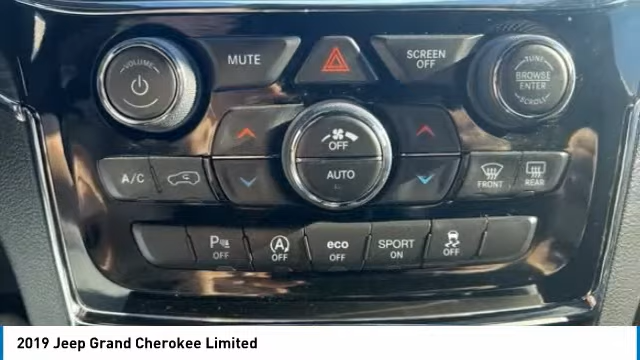 VOLUME
MUTE
SCREEN
OFF
TUNE
BROWSE
ENTER
SCROLL
OFF
AUTO
A/C
FRONT
REAR
P
OFF
A
OFF
eco
OFF
SPORT
ON
OFF
2019 Jeep Grand Cherokee Limited